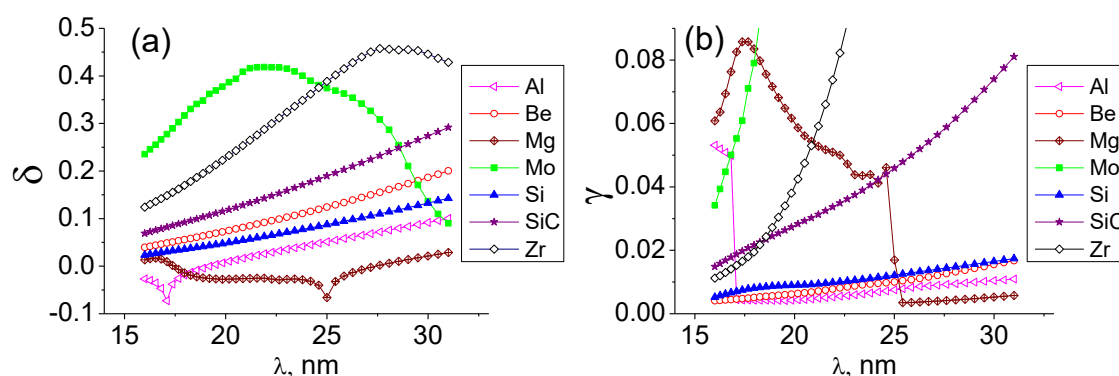 (a)
0.5
0.4
0.3
0.2
0.1
0.0
-0.1
δ
15
20
25
30
λ, nm
Al
Be
Mg
Mo
Si
SiC
Zr
(b)
0.08
0.06
0.04
0.02
0.00
γ
15
20
25
30
λ, nm
Al
Be
Mg
Mo
Si
SiC
Zr